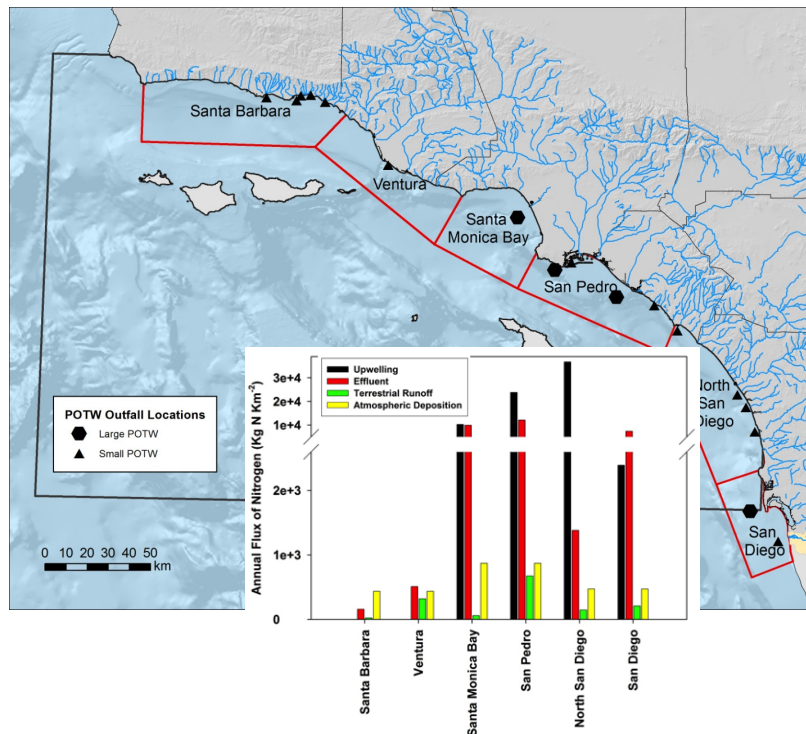 Santa Barbara
Ventura
Santa
Monica Bay
San Pedro
North
San
Diego
San
Diego
POTW Outfall Locations
Large POTW
Small POTW
0 10 20 30 40 50
km
Annual Flux of Nitrogen (Kg N Km-2)
Upwelling
Effluent
Terrestrial Runoff
Atmospheric Deposition
3e+4
2e+4
1e+4
2e+3
1e+3
0
Santa Barbara
Ventura
Santa Monica Bay
San Pedro
North San Diego
San Diego